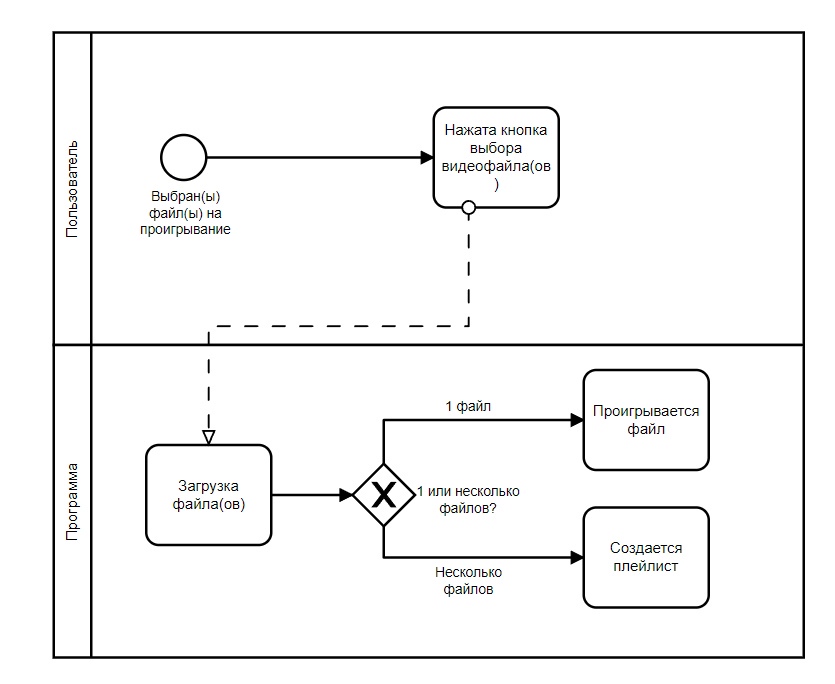 Пользователь
Нажата кнопка
выбора
видеофайла(ов
)
Выбран(ы)
файл(ы) на
проигрывание
Программа
1 файл
Проигрывается
файл
Загрузка
файла(ов)
X
1 или несколько
файлов?
Создается
плейлист
Несколько
файлов